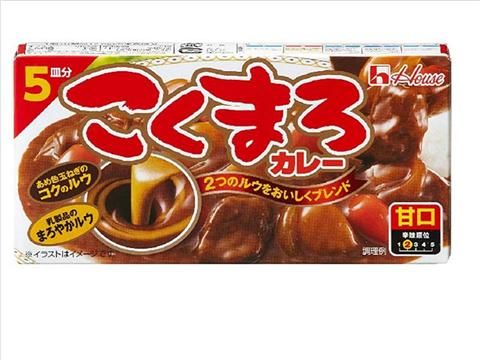 5皿分
こくまろ
カレー
House
2つのルウをおいしくブレンド
あめ色玉ねぎの
コクのルウ
乳製品の
まろやかルウ
※イラストはイメージです
甘口
辛味順位
1 2 3 4 5
調理例